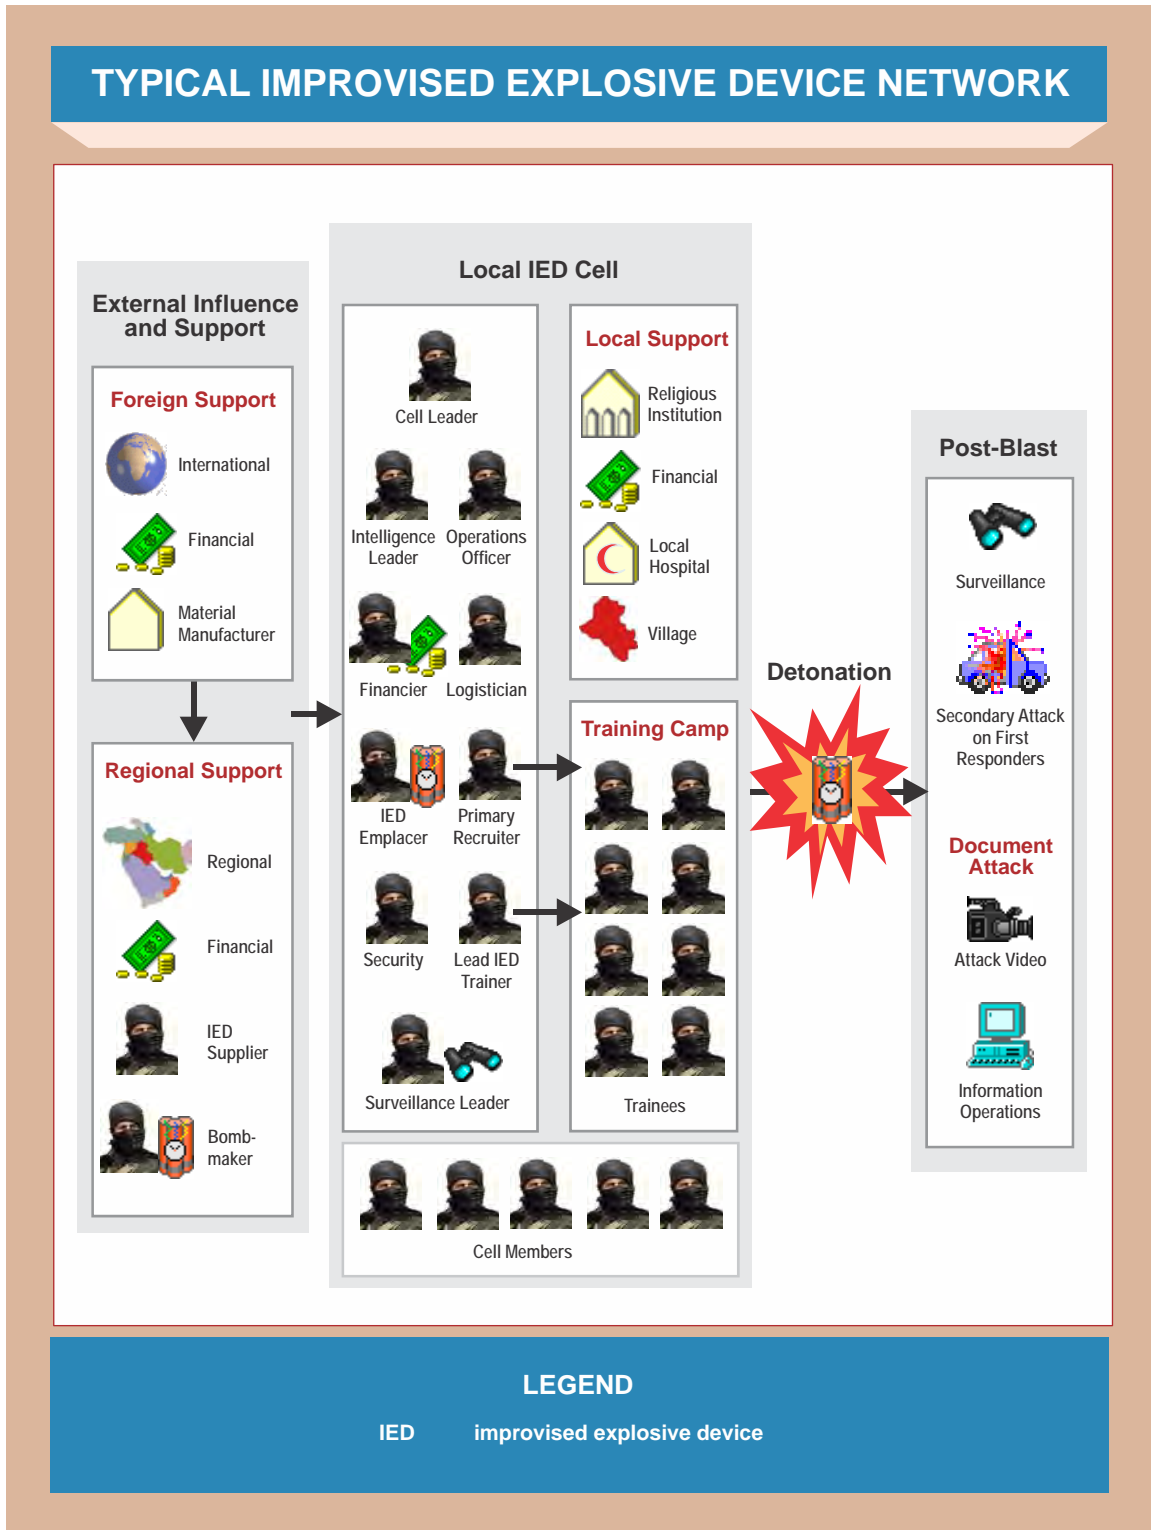 TYPICAL IMPROVISED EXPLOSIVE DEVICE NETWORK
External Influence
and Support
Foreign Support
International
Financial
Material
Manufacturer
Regional Support
Regional
Financial
IED
Supplier
Bomb-
maker
Local IED Cell
Cell Leader
Intelligence
Leader
Operations
Officer
Financier
Logistician
IED
Emplacer
Primary
Recruiter
Security
Lead IED
Trainer
Surveillance Leader
Local Support
Religious
Institution
Financial
Local
Hospital
Village
Training Camp
Trainees
Cell Members
Detonation
Post-Blast
Surveillance
Secondary Attack
on First
Responders
Document
Attack
Attack Video
Information
Operations
LEGEND
IED improvised explosive device